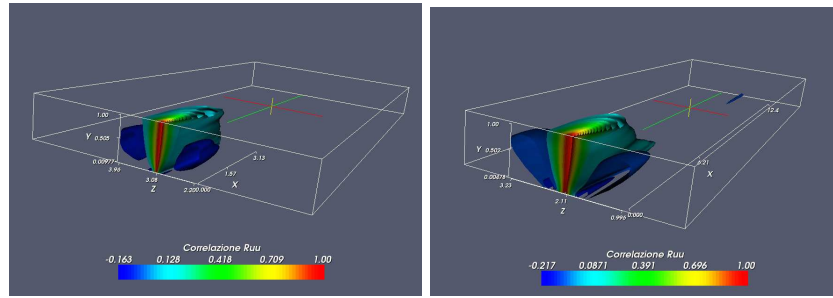 1.00
Y 0.505
0.00977
3.96
3.08
Z
2.200.000
1.57
X
3.13
Correlazione Ruu
-0.163 0.128 0.418 0.709 1.00
1.00
Y 0.502
0.00478
3.23
2.11
Z
0.996 0.000
6.21
X
12.4
Correlazione Ruu
-0.217 0.0871 0.391 0.696 1.00